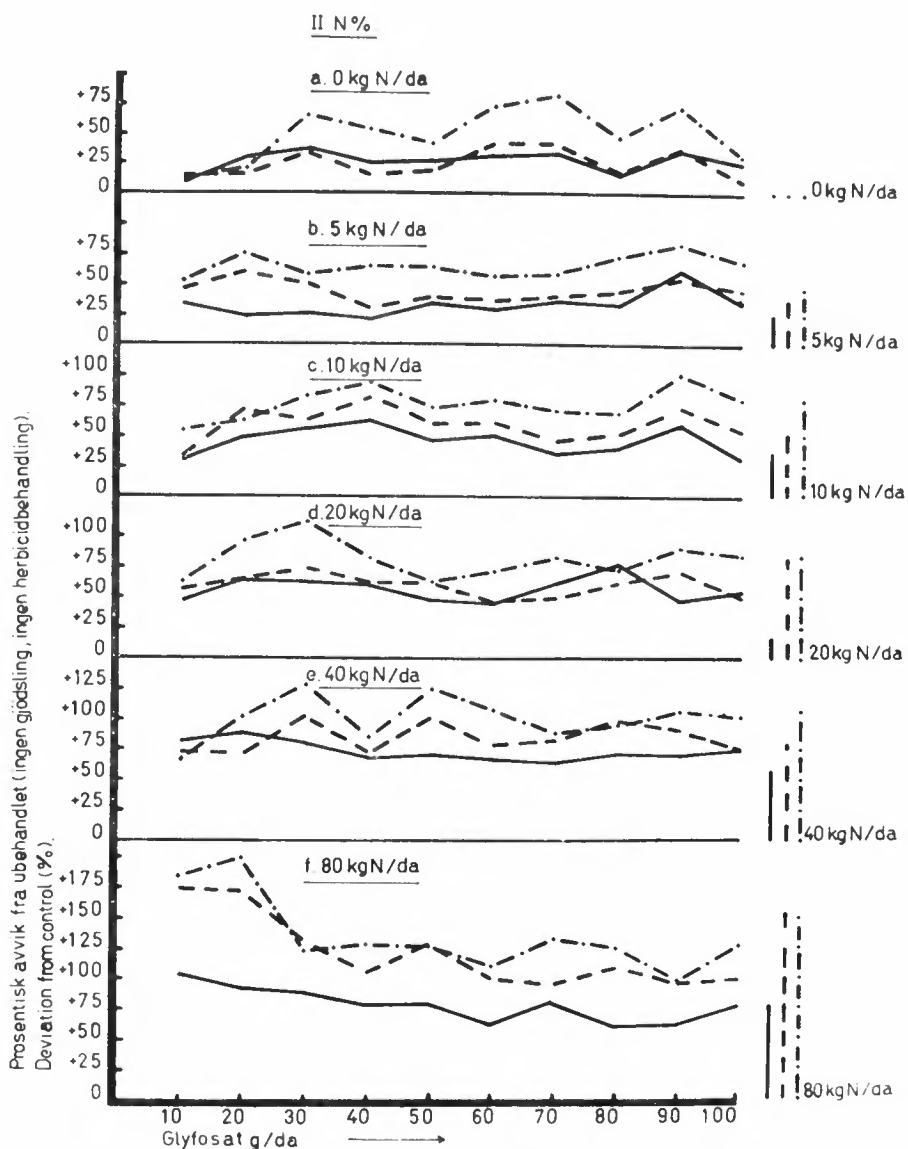 II N%
a. 0 kg N/da
+75
+50
+25
0
0 kg N/da
b. 5 kg N/da
+75
+50
+25
0
5 kg N/da
c. 10 kg N/da
+100
+75
+50
+25
0
10 kg N/da
d. 20 kg N/da
+100
+75
+50
+25
0
20 kg N/da
e. 40 kg N/da
+125
+100
+75
+50
+25
0
40 kg N/da
f. 80 kg N/da
+175
+150
+125
+100
+75
+50
+25
0
80 kg N/da
10 20 30 40 50 60 70 80 90 100
Glyfosat g/da
Prosentisk avvik fra ubehandlet (ingen gjödsling, ingen herbicidbehandling).
Deviation from control (%).